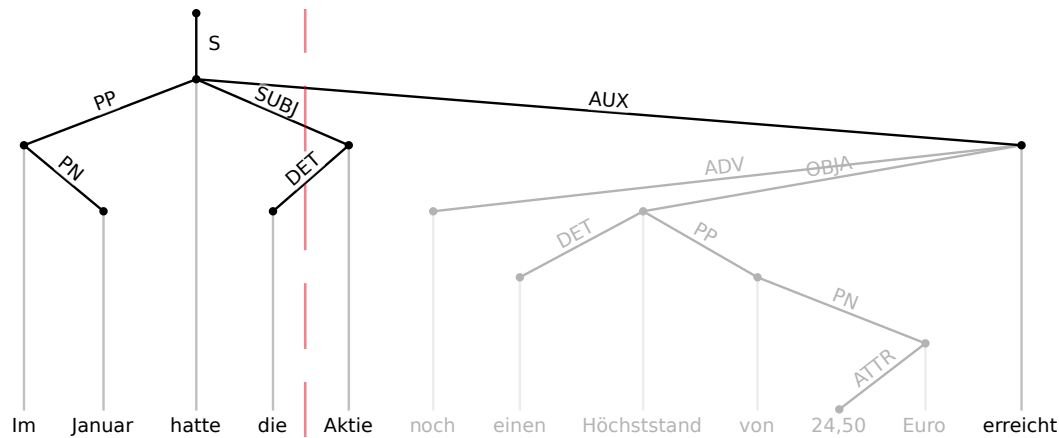 S
PP SUBJ AUX
PN DET ADV OBJA
DET PP
PN
ATTR
Im Januar hatte die Aktie noch einen Höchststand von 24,50 Euro erreicht